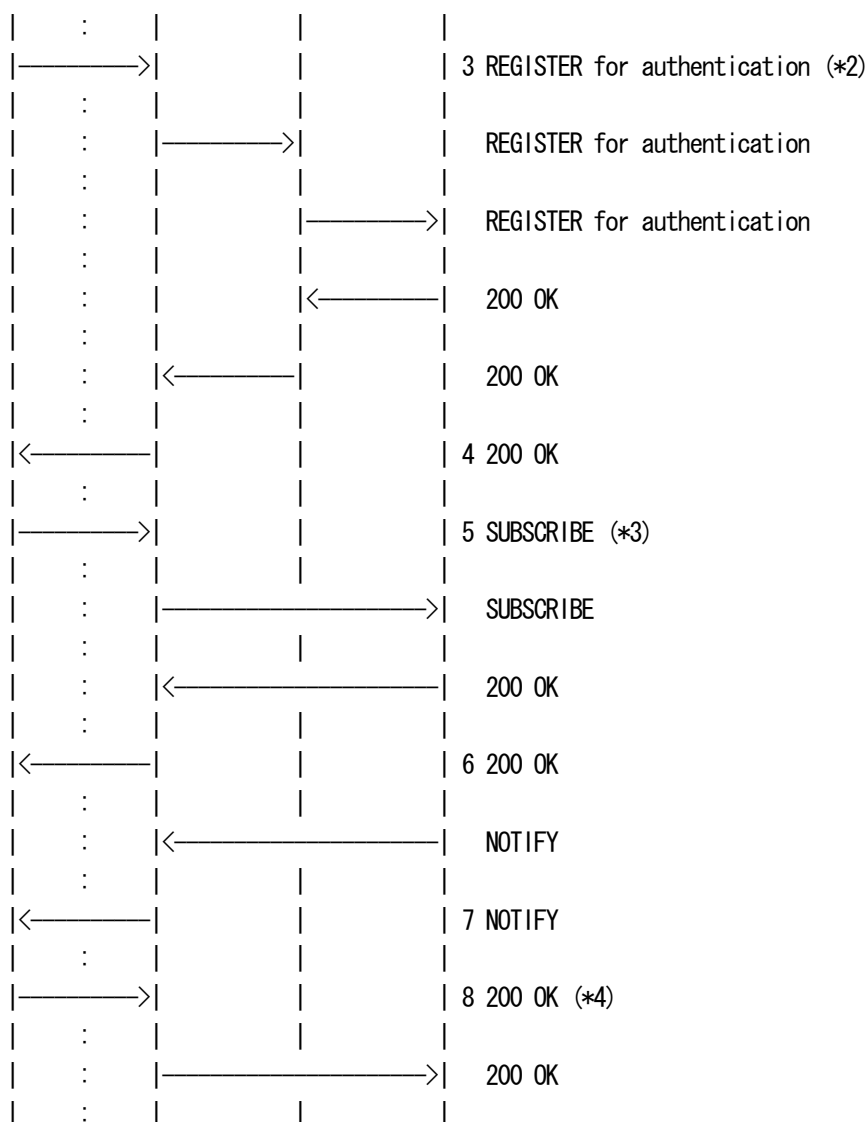 3 REGISTER for authentication (*2)
REGISTER for authentication
REGISTER for authentication
200 OK
200 OK
4 200 OK
5 SUBSCRIBE (*3)
SUBSCRIBE
200 OK
6 200 OK
NOTIFY
7 NOTIFY
8 200 OK (*4)
200 OK